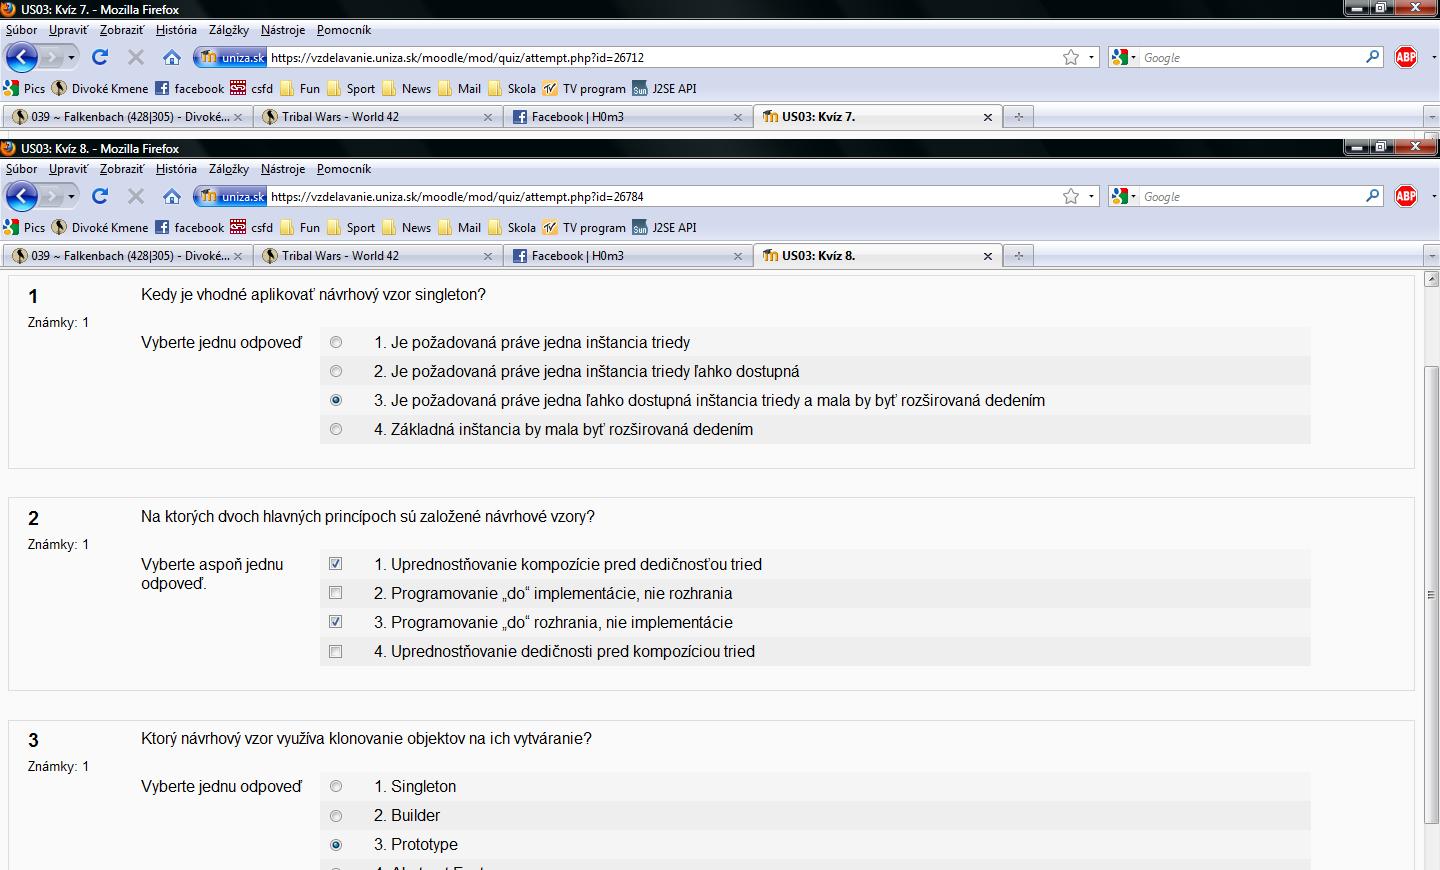 US03: Kvíz 7. - Mozilla Firefox
Súbor Upraviť Zobraziť História Záložky Nástroje Pomocník
uniza.sk https://vzdelavanie.uniza.sk/moodle/mod/quiz/attempt.php?id=26712 Google ABP
Pics Divoké Kmene facebook csfd Fun Sport News Mail Skola TV program J2SE API
039 ~ Falkenbach (428|305) - Divoké... Tribal Wars - World 42 Facebook | H0m3 US03: Kvíz 7.
US03: Kvíz 8. - Mozilla Firefox
Súbor Upraviť Zobraziť História Záložky Nástroje Pomocník
uniza.sk https://vzdelavanie.uniza.sk/moodle/mod/quiz/attempt.php?id=26784 Google ABP
Pics Divoké Kmene facebook csfd Fun Sport News Mail Skola TV program J2SE API
039 ~ Falkenbach (428|305) - Divoké... Tribal Wars - World 42 Facebook | H0m3 US03: Kvíz 8.
1 Kedy je vhodné aplikovať návrhový vzor singleton?
Známky: 1
Vyberte jednu odpoveď 1. Je požadovaná práve jedna inštancia triedy
2. Je požadovaná práve jedna inštancia triedy ľahko dostupná
3. Je požadovaná práve jedna ľahko dostupná inštancia triedy a mala by byť rozširovaná dedením
4. Základná inštancia by mala byť rozširovaná dedením
2 Na ktorých dvoch hlavných princípoch sú založené návrhové vzory?
Známky: 1
Vyberte aspoň jednu odpoveď. 1. Uprednostňovanie kompozície pred dedičnosťou tried
2. Programovanie „do“ implementácie, nie rozhrania
3. Programovanie „do“ rozhrania, nie implementácie
4. Uprednostňovanie dedičnosti pred kompozíciou tried
3 Ktorý návrhový vzor využíva klonovanie objektov na ich vytváranie?
Známky: 1
Vyberte jednu odpoveď 1. Singleton
2. Builder
3. Prototype